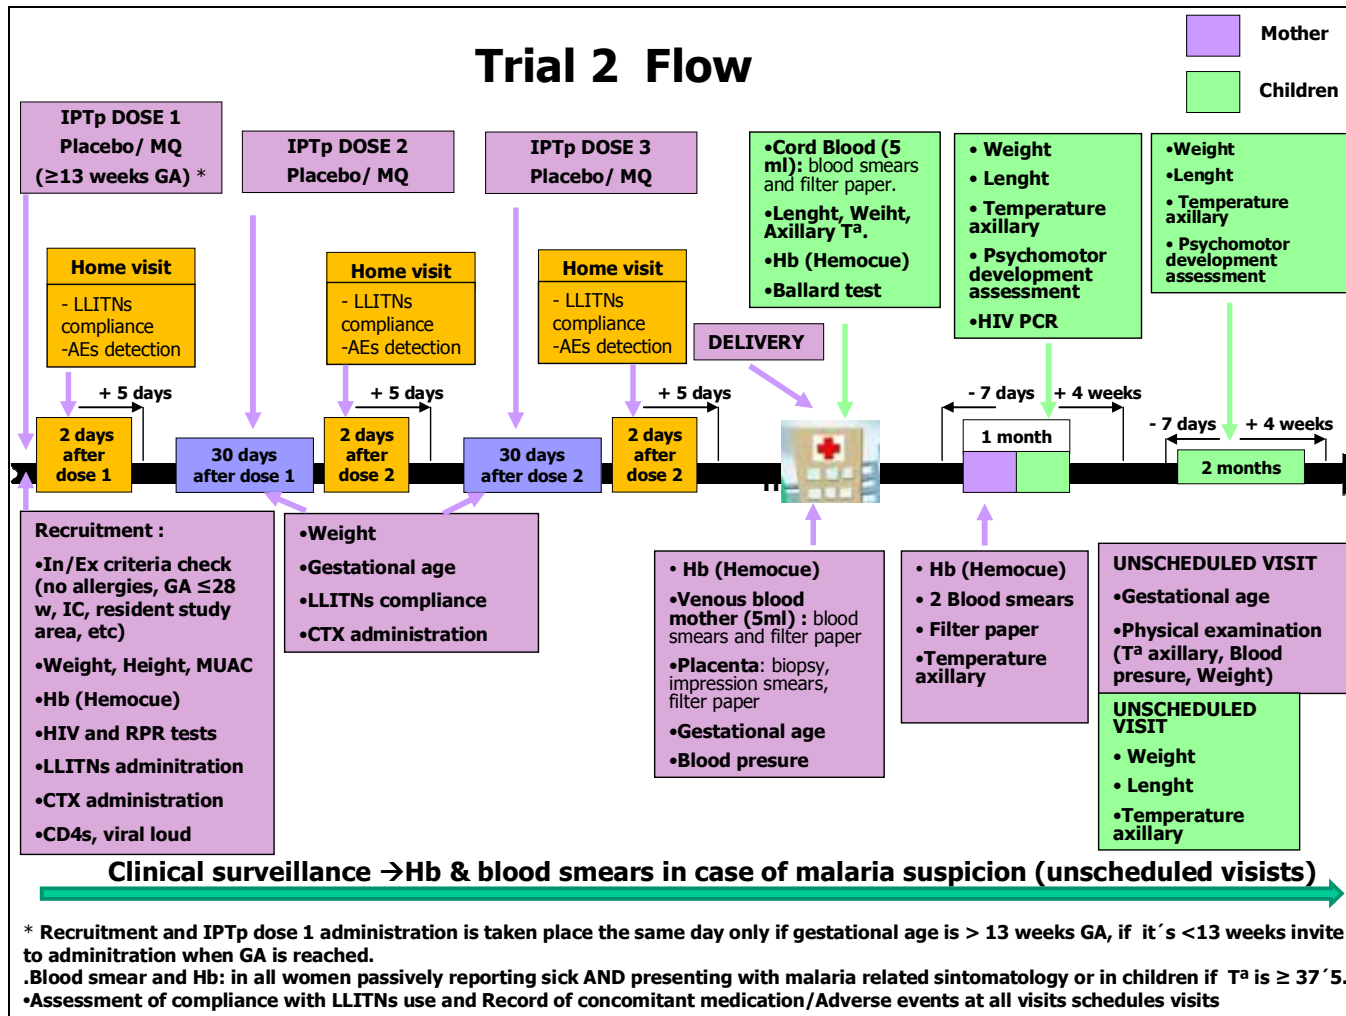 Trial 2 Flow
Mother
Children
IPTp DOSE 1
Placebo/ MQ
(≥13 weeks GA) *
IPTp DOSE 2
Placebo/ MQ
IPTp DOSE 3
Placebo/ MQ
•Cord Blood (5
ml): blood smears
and filter paper.
•Lenght, Weiht,
Axillary Tª.
•Hb (Hemocue)
•Ballard test
• Weight
• Lenght
• Temperature
axillary
• Psychomotor
development
assessment
•HIV PCR
•Weight
•Lenght
• Temperature
axillary
• Psychomotor
development
assessment
Home visit
- LLITNs
compliance
-AEs detection
Home visit
- LLITNs
compliance
-AEs detection
Home visit
- LLITNs
compliance
-AEs detection
DELIVERY
+ 5 days
+ 5 days
+ 5 days
- 7 days
+ 4 weeks
- 7 days
+ 4 weeks
2 days
after
dose 1
30 days
after dose 1
2 days
after
dose 2
30 days
after dose 2
2 days
after
dose 2
1 month
2 months
Recruitment :
•In/Ex criteria check
(no allergies, GA ≤28
w, IC, resident study
area, etc)
•Weight, Height, MUAC
•Hb (Hemocue)
•HIV and RPR tests
•LLITNs adminitration
•CTX administration
•CD4s, viral loud
•Weight
•Gestational age
•LLITNs compliance
•CTX administration
• Hb (Hemocue)
•Venous blood
mother (5ml) : blood
smears and filter paper
•Placenta: biopsy,
impression smears,
filter paper
•Gestational age
•Blood presure
• Hb (Hemocue)
• 2 Blood smears
• Filter paper
•Temperature
axillary
UNSCHEDULED VISIT
•Gestational age
•Physical examination
(Tª axillary, Blood
presure, Weight)
UNSCHEDULED
VISIT
• Weight
• Lenght
•Temperature
axillary
Clinical surveillance →Hb & blood smears in case of malaria suspicion (unscheduled visists)
* Recruitment and IPTp dose 1 administration is taken place the same day only if gestational age is > 13 weeks GA, if it´s <13 weeks invite
to adminitration when GA is reached.
.Blood smear and Hb: in all women passively reporting sick AND presenting with malaria related sintomatology or in children if Tª is ≥ 37´5.
•Assessment of compliance with LLITNs use and Record of concomitant medication/Adverse events at all visits schedules visits